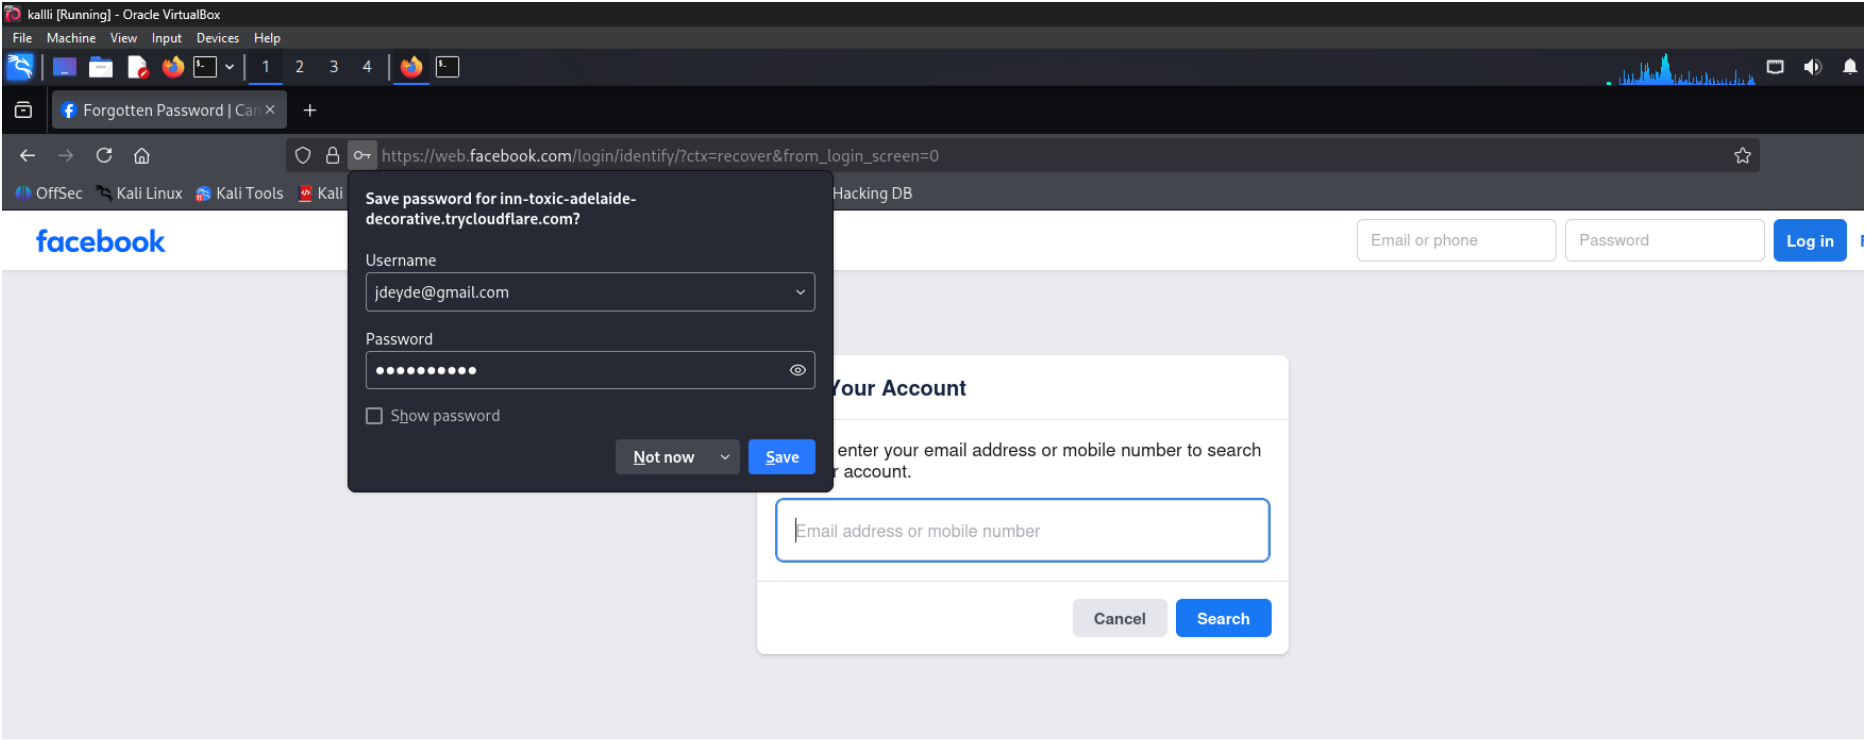 kallli [Running] - Oracle VirtualBox
File Machine View Input Devices Help
1 2 3 4
Forgotten Password | Can
https://web.facebook.com/login/identify/?ctx=recover&from_login_screen=0
OffSec Kali Linux Kali Tools Kali Hacking DB
Save password for inn-toxic-adelaide-
decorative.trycloudflare.com?
Username
jdeyde@gmail.com
Password
••••••••••
Show password
Not now Save
facebook
Email or phone Password Log in
Your Account
enter your email address or mobile number to search
r account.
Email address or mobile number
Cancel Search